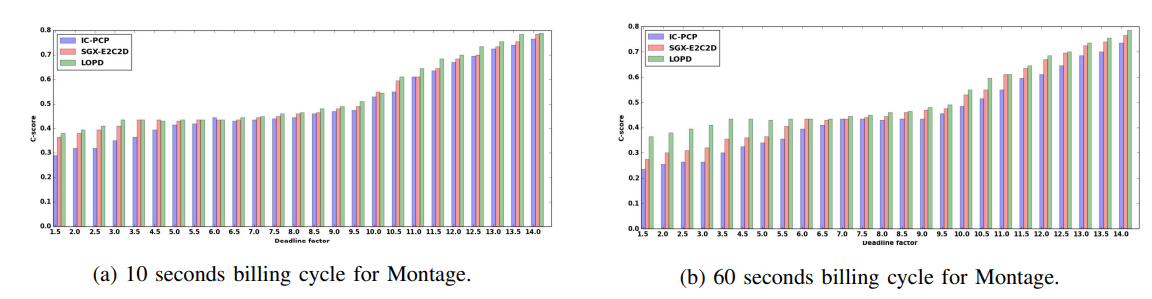 0.8
0.7
0.6
0.5
0.4
0.3
0.2
0.1
0.0
C-score
IC-PCP
SGX-E2C2D
LOPD
1.5 2.0 2.5 3.0 3.5 4.5 5.0 5.5 6.0 6.5 7.0 7.5 8.0 8.5 9.0 9.5 10.0 10.5 11.0 11.5 12.0 12.5 13.0 13.5 14.0
Deadline factor
(a) 10 seconds billing cycle for Montage.
0.8
0.7
0.6
0.5
0.4
0.3
0.2
0.1
0.0
C-score
IC-PCP
SGX-E2C2D
LOPD
1.5 2.0 2.5 3.0 3.5 4.5 5.0 5.5 6.0 6.5 7.0 7.5 8.0 8.5 9.0 9.5 10.0 10.5 11.0 11.5 12.0 12.5 13.0 13.5 14.0
Deadline factor
(b) 60 seconds billing cycle for Montage.